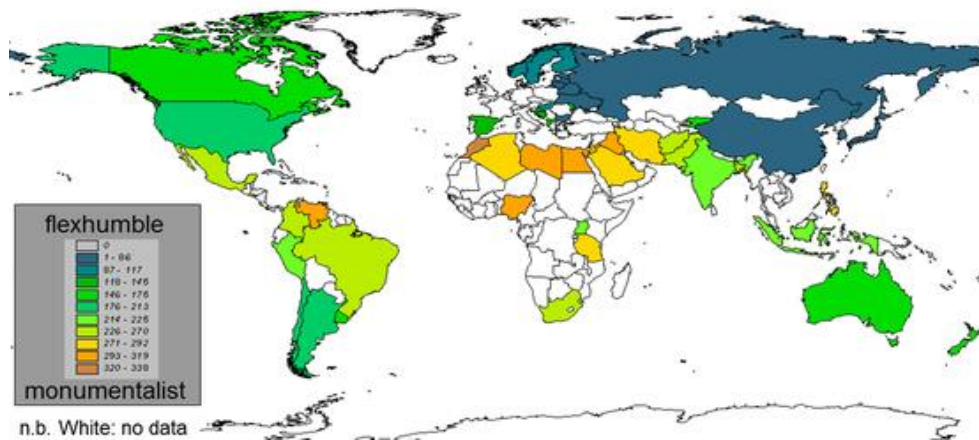 flexhumble
0
1 - 86
87 - 117
118 - 145
146 - 175
176 - 213
214 - 225
226 - 270
271 - 292
293 - 319
320 - 338
monumentalist
n.b. White: no data